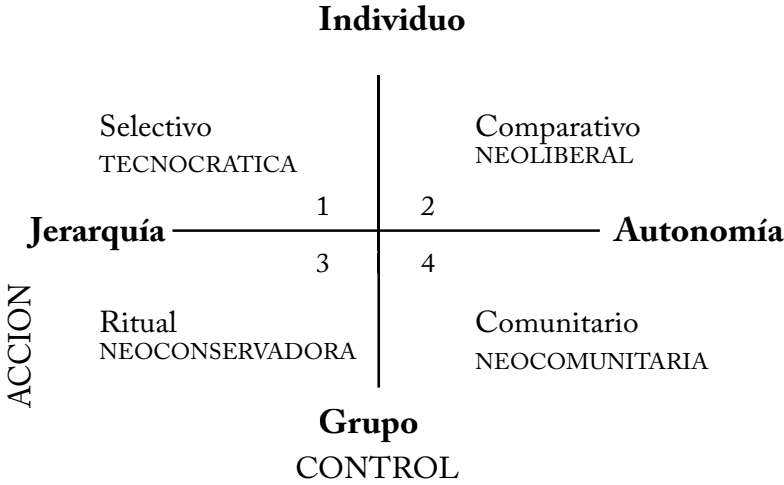 Individuo
Selectivo
TECNOCRATICA
Comparativo
NEOLIBERAL
1
2
Jerarquía
Autonomía
3
4
ACCION
Ritual
NEOCONSERVADORA
Comunitario
NEOCOMUNITARIA
Grupo
CONTROL